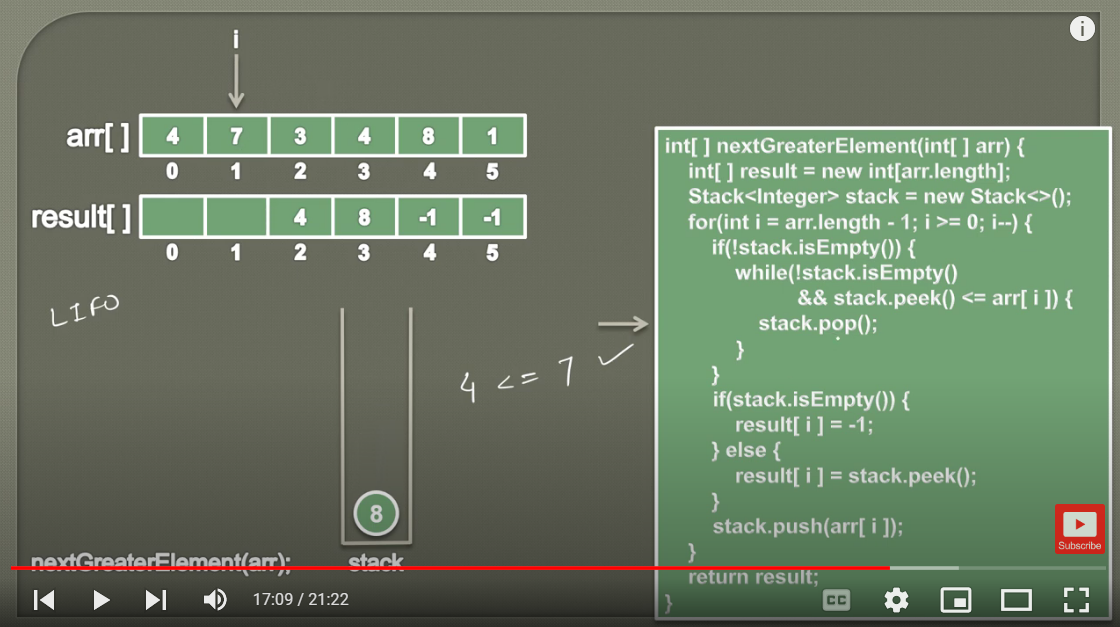 i
arr[ ] 4 7 3 4 8 1
0 1 2 3 4 5
result[ ] 4 8 -1 -1
0 1 2 3 4 5
LIFO
4 <= 7 ✓
8
nextGreaterElement(arr); stack
int[ ] nextGreaterElement(int[ ] arr) {
int[ ] result = new int[arr.length];
Stack<Integer> stack = new Stack<>();
for(int i = arr.length - 1; i >= 0; i--) {
if(!stack.isEmpty()) {
while(!stack.isEmpty()
&& stack.peek() <= arr[ i ]) {
stack.pop();
}
}
if(stack.isEmpty()) {
result[ i ] = -1;
} else {
result[ i ] = stack.peek();
}
stack.push(arr[ i ]);
}
return result;
}
i
Subscribe
17:09 / 21:22
CC